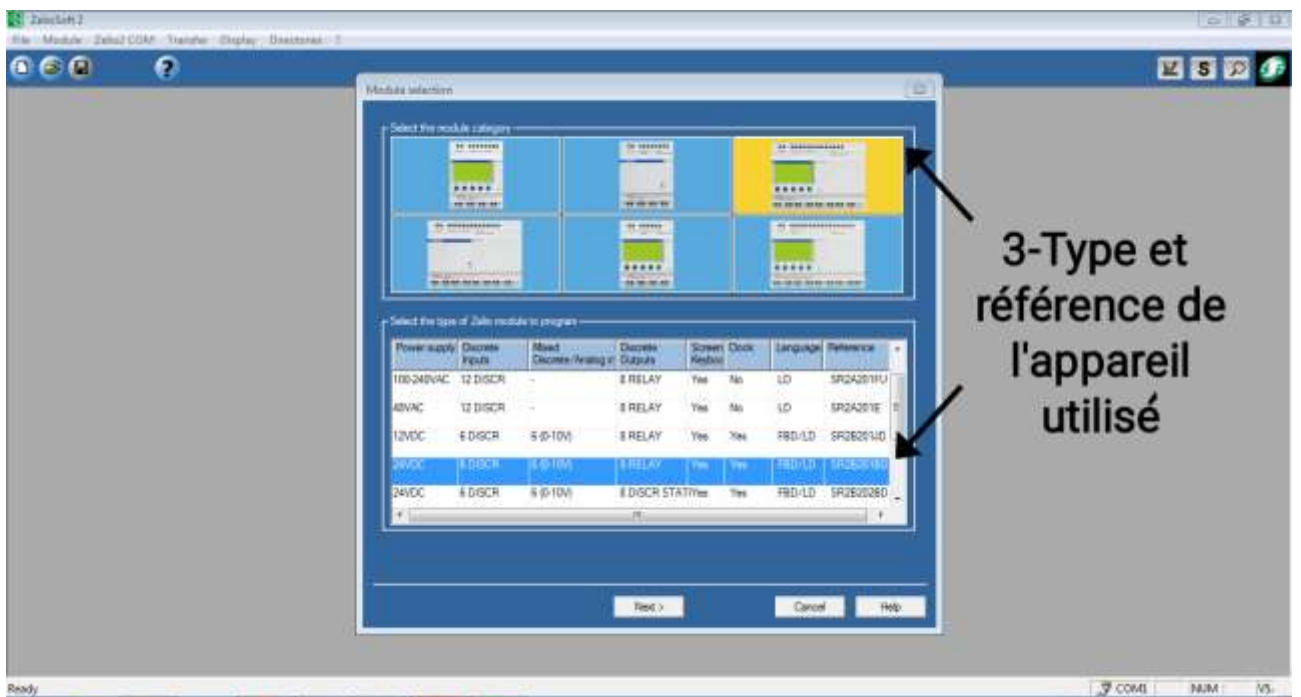 ZelioSoft 2
File Module Zelio2 COM Transfer Display Directories ?
S
?
Module selection
Select the module category
Select the type of Zelio module to program
Power supply Discrete Inputs Mixed Discrete/Analog Discrete Outputs Screen Clock Language Reference
100-240VAC 12 DISCR - 8 RELAY Yes No LD SR2A201FU
48VAC 12 DISCR - 8 RELAY Yes No LD SR2A201E
12VDC 6 DISCR 6 (0-10V) 8 RELAY Yes Yes FBD/LD SR2B201JD
24VDC 6 DISCR 6 (0-10V) 8 RELAY Yes Yes FBD/LD SR2B201BD
24VDC 6 DISCR 6 (0-10V) 8 DISCR STATI Yes Yes FBD/LD SR2B202BD
Next >
Cancel
Help
3-Type et
référence de
l'appareil
utilisé
Ready
COM1
NUM